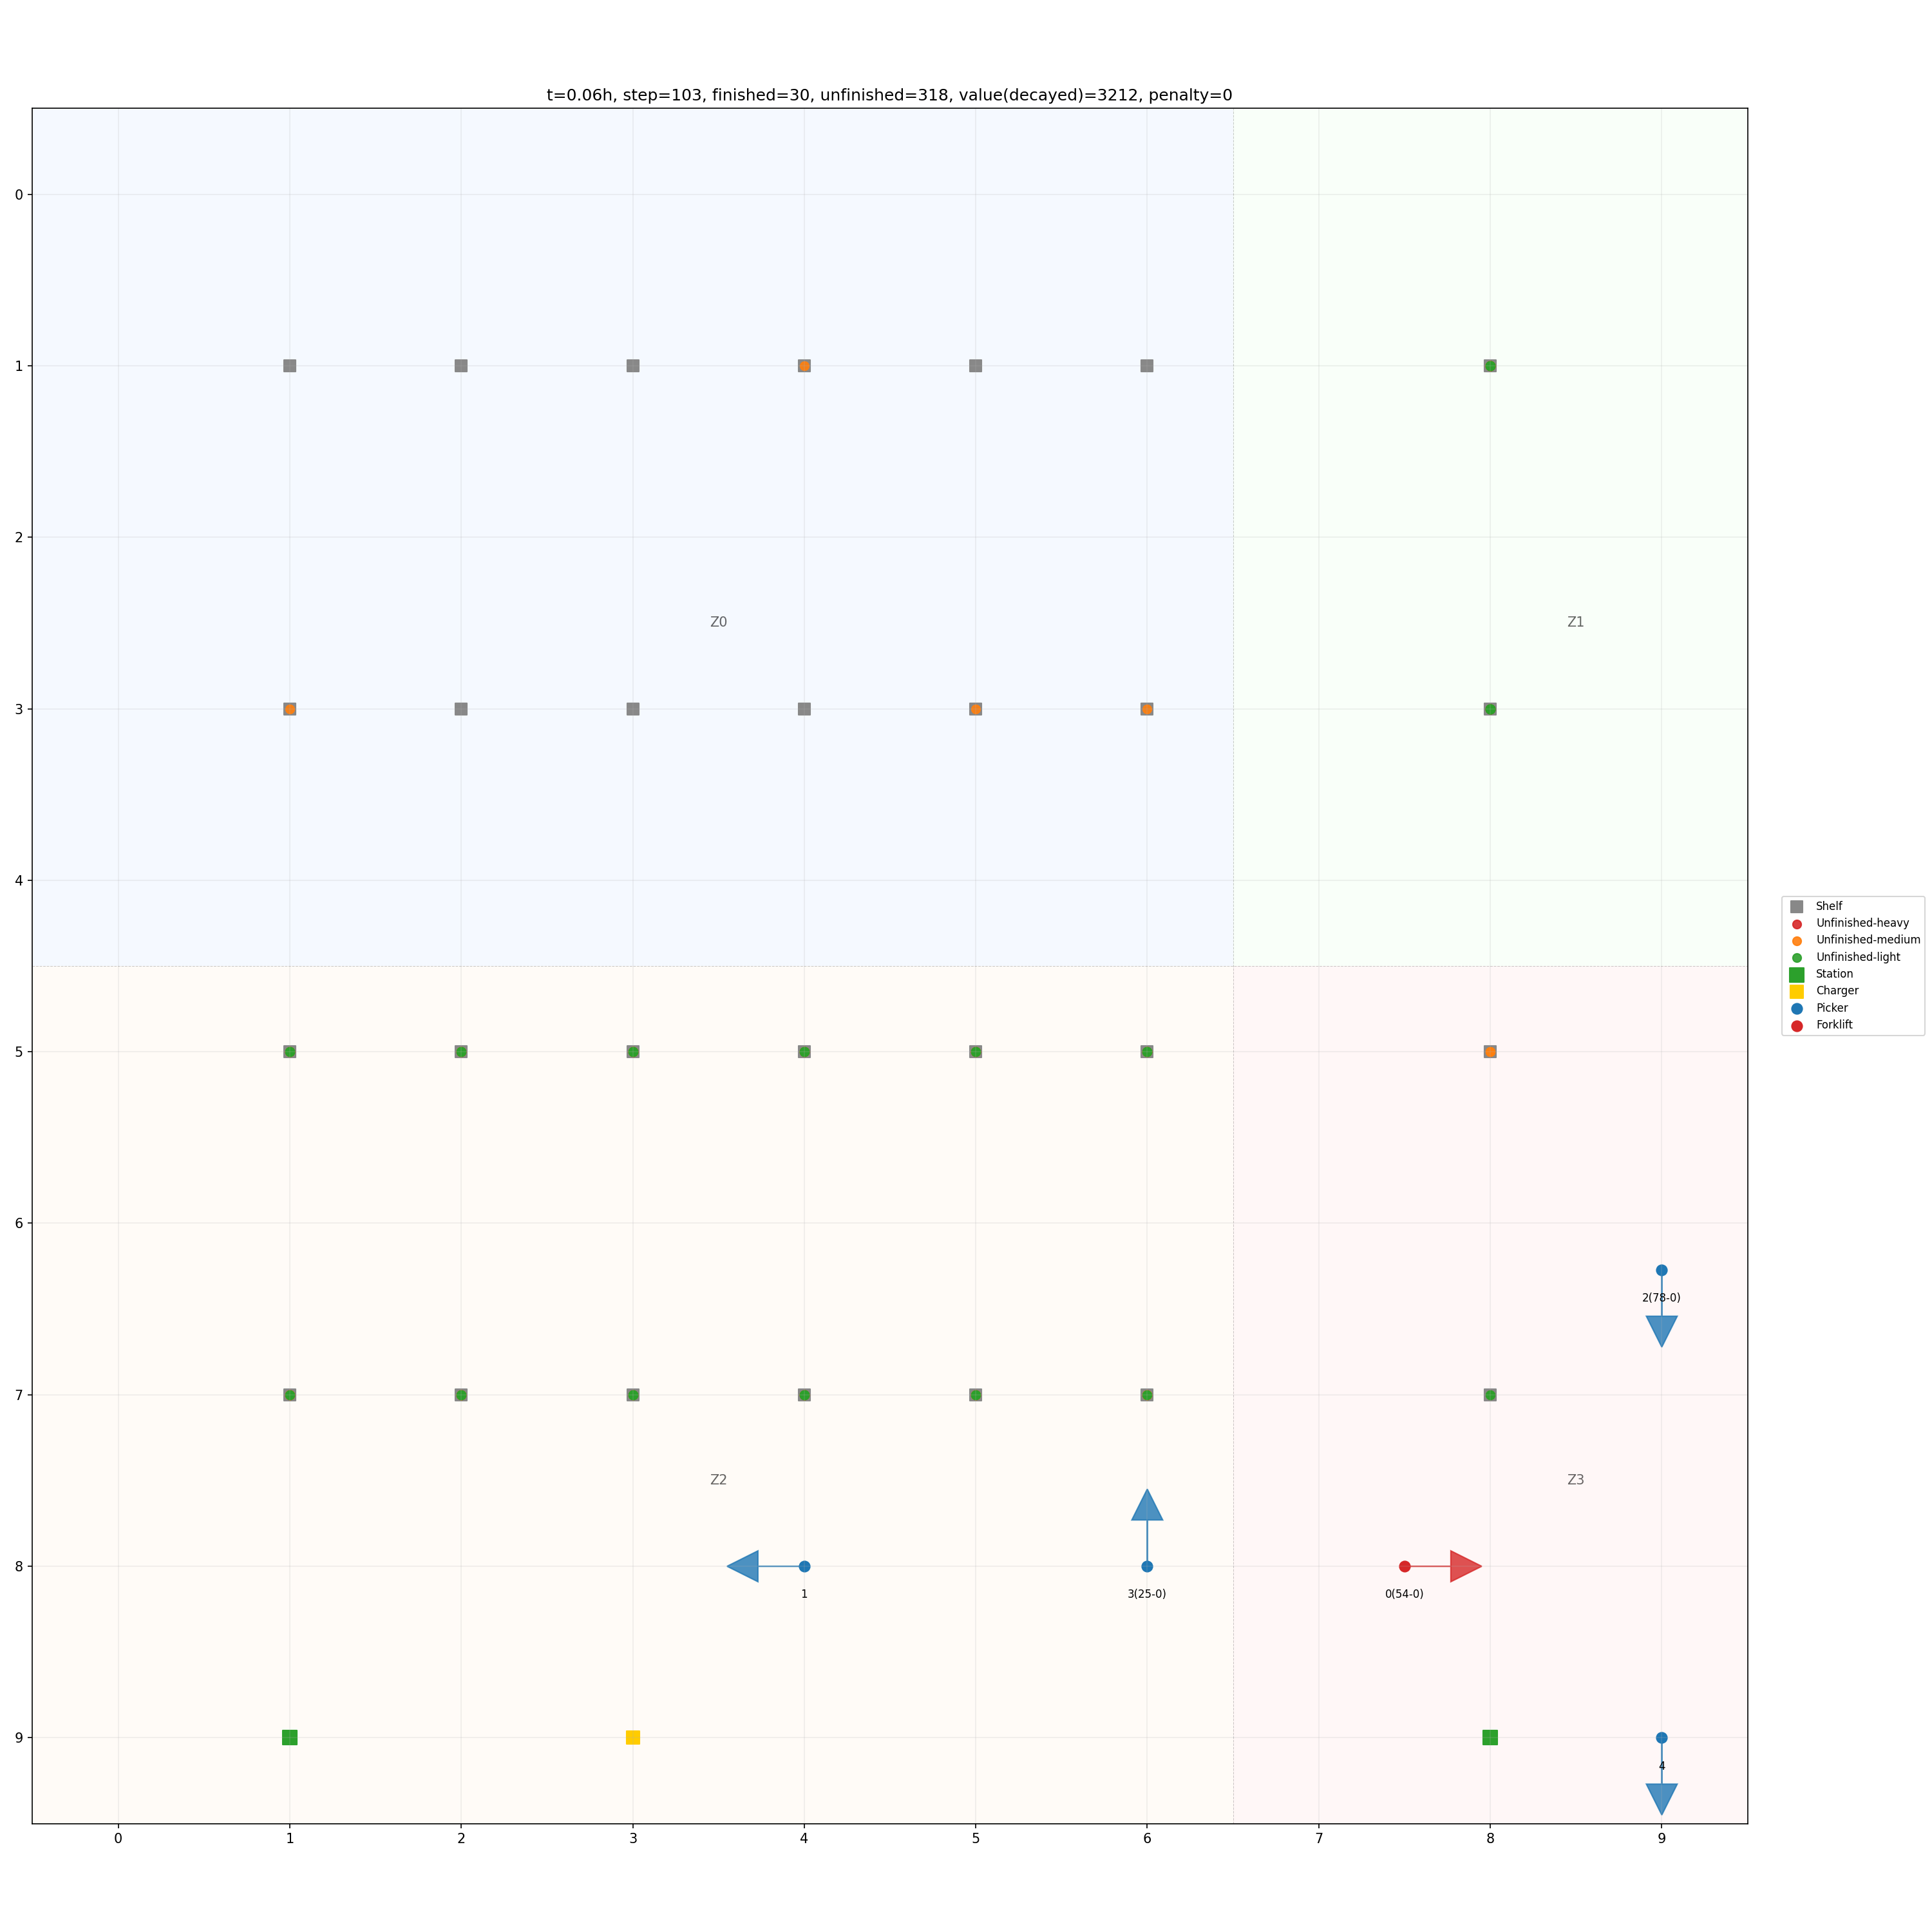 t=0.06h, step=103, finished=30, unfinished=318, value(decayed)=3212, penalty=0
0
1
2
Z0
Z1
3
4
Shelf
Unfinished-heavy
Unfinished-medium
Unfinished-light
Station
Charger
Picker
Forklift
5
6
2(78-0)
7
Z2
Z3
8
1
3(25-0)
0(54-0)
9
4
0 1 2 3 4 5 6 7 8 9